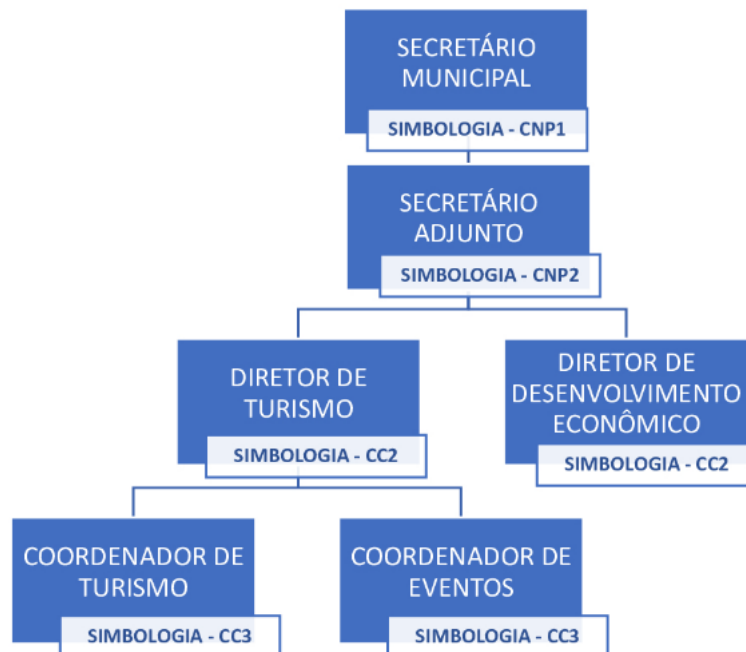 SECRETÁRIO
MUNICIPAL
SIMBOLOGIA - CNP1
SECRETÁRIO
ADJUNTO
SIMBOLOGIA - CNP2
DIRETOR DE
TURISMO
SIMBOLOGIA - CC2
DIRETOR DE
DESENVOLVIMENTO
ECONÔMICO
SIMBOLOGIA - CC2
COORDENADOR DE
TURISMO
SIMBOLOGIA - CC3
COORDENADOR DE
EVENTOS
SIMBOLOGIA - CC3